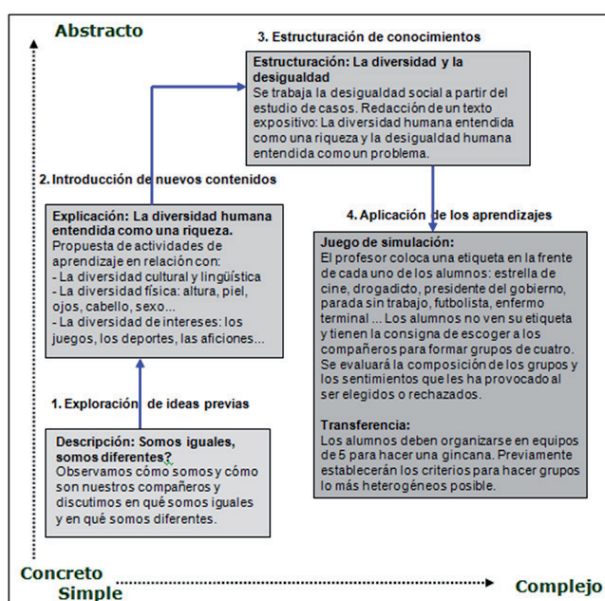 Abstracto
3. Estructuración de conocimientos
Estructuración: La diversidad y la
desigualdad
Se trabaja la desigualdad social a partir del
estudio de casos. Redacción de un texto
expositivo: La diversidad humana entendida
como una riqueza y la desigualdad humana
entendida como un problema.
2. Introducción de nuevos contenidos
Explicación: La diversidad humana
entendida como una riqueza.
Propuesta de actividades de
aprendizaje en relación con:
- La diversidad cultural y lingüística
- La diversidad física: altura, piel,
ojos, cabello, sexo...
- La diversidad de intereses: los
juegos, los deportes, las aficiones...
4. Aplicación de los aprendizajes
Juego de simulación:
El profesor coloca una etiqueta en la frente
de cada uno de los alumnos: estrella de
cine, drogadicto, presidente del gobierno,
parada sin trabajo, futbolista, enfermo
terminal ... Los alumnos no ven su etiqueta
y tienen la consigna de escoger a los
compañeros para formar grupos de cuatro.
Se evaluará la composición de los grupos y
los sentimientos que les ha provocado al
ser elegidos o rechazados.
Transferencia:
Los alumnos deben organizarse en equipos
de 5 para hacer una gincana. Previamente
establecerán los criterios para hacer grupos
lo más heterogéneos posible.
1. Exploración de ideas previas
Descripción: Somos iguales,
somos diferentes?
Observamos cómo somos y cómo
son nuestros compañeros y
discutimos en qué somos iguales
y en qué somos diferentes.
Concreto
Simple
Complejo